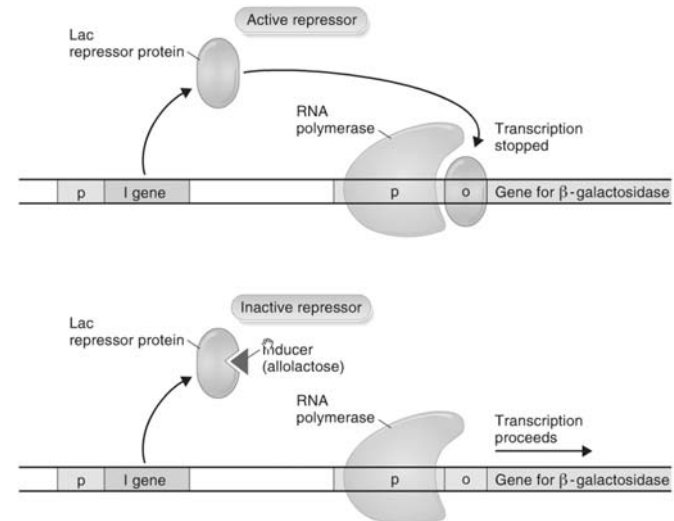 Active repressor
Lac
repressor protein
RNA
polymerase
Transcription
stopped
p
I gene
p
o
Gene for β-galactosidase
Inactive repressor
Lac
repressor protein
Inducer
(allolactose)
RNA
polymerase
Transcription
proceeds
p
I gene
p
o
Gene for β-galactosidase